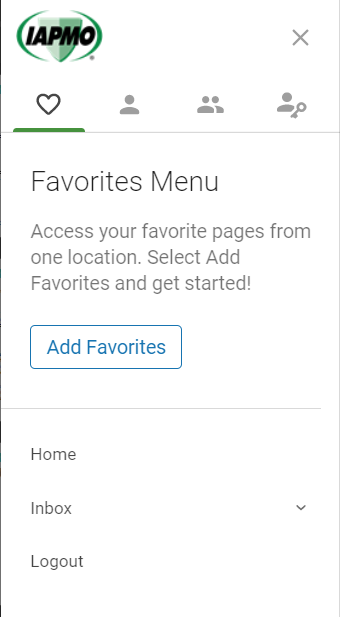 IAPMO
Favorites Menu
Access your favorite pages from
one location. Select Add
Favorites and get started!
Add Favorites
Home
Inbox
Logout